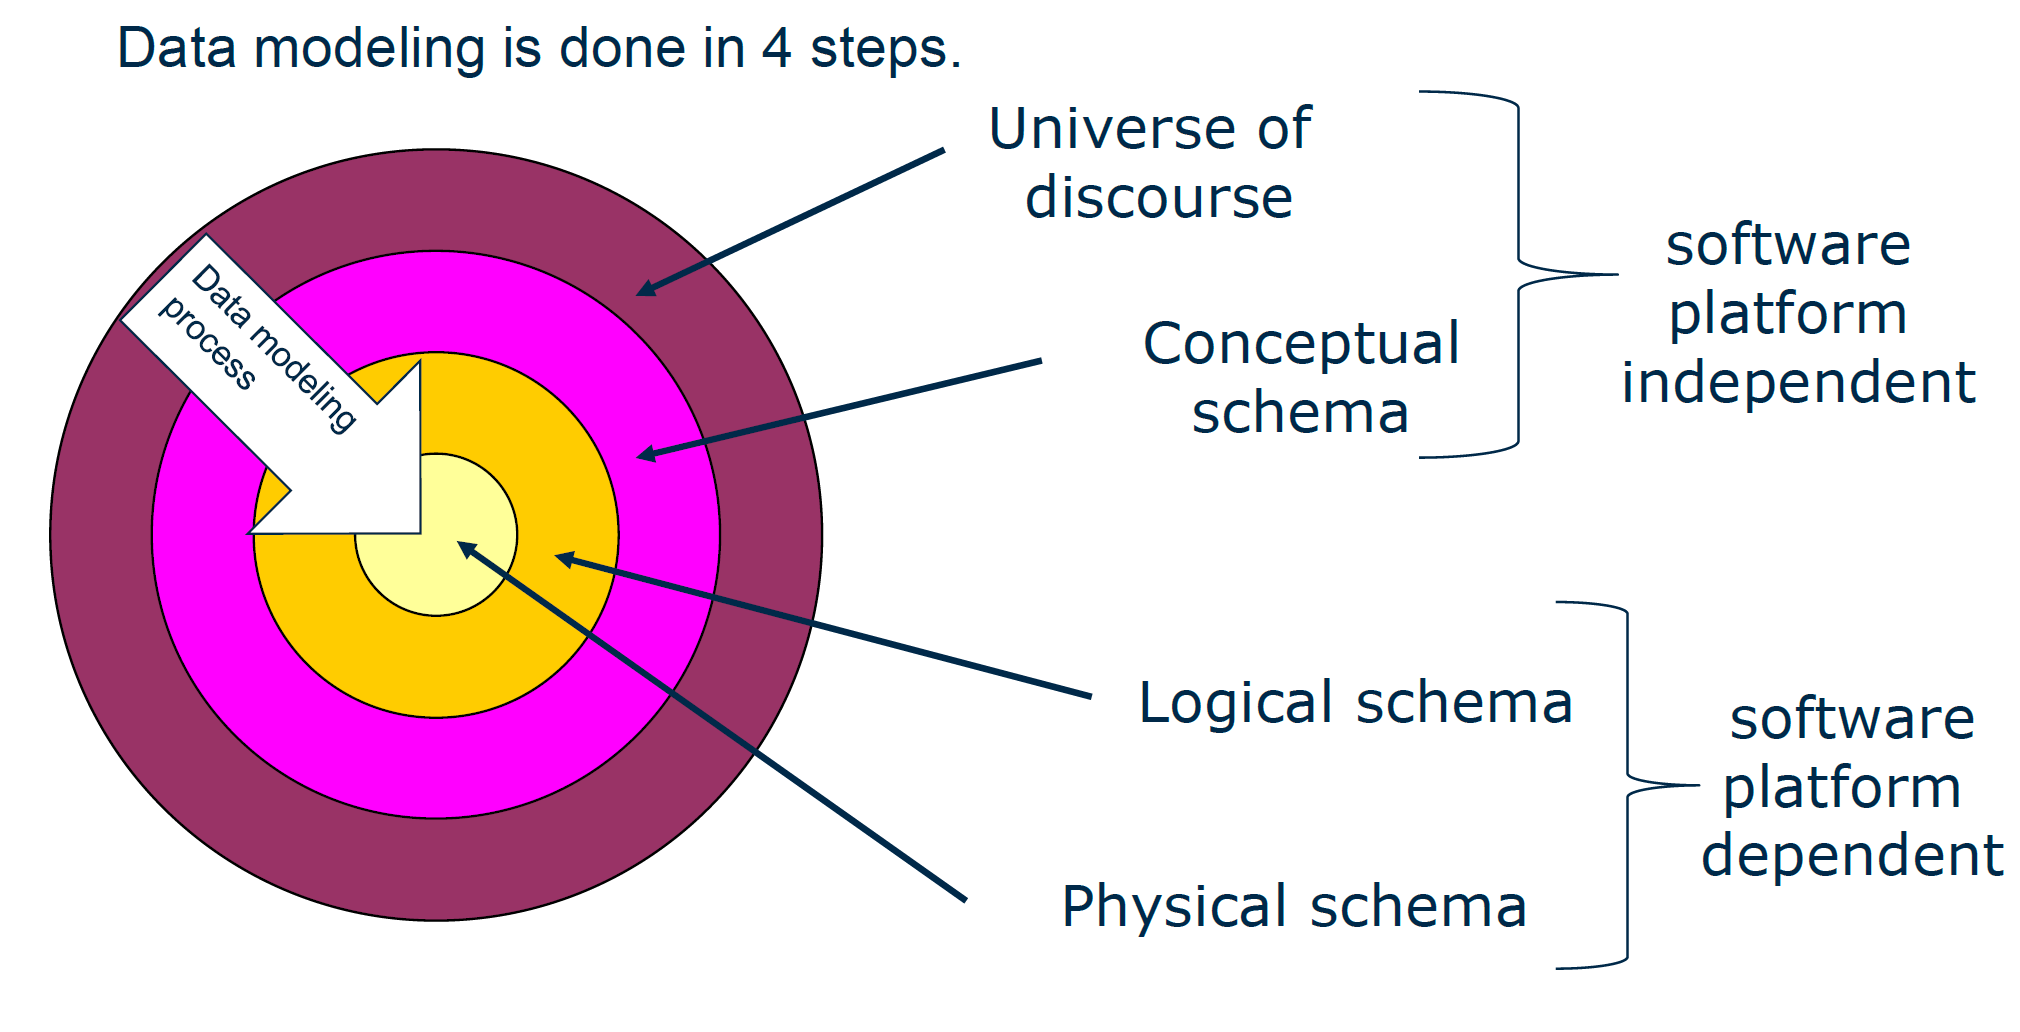 Data modeling is done in 4 steps.
Universe of
discourse
Conceptual
schema
software
platform
independent
Data modeling
process
Logical schema
Physical schema
software
platform
dependent